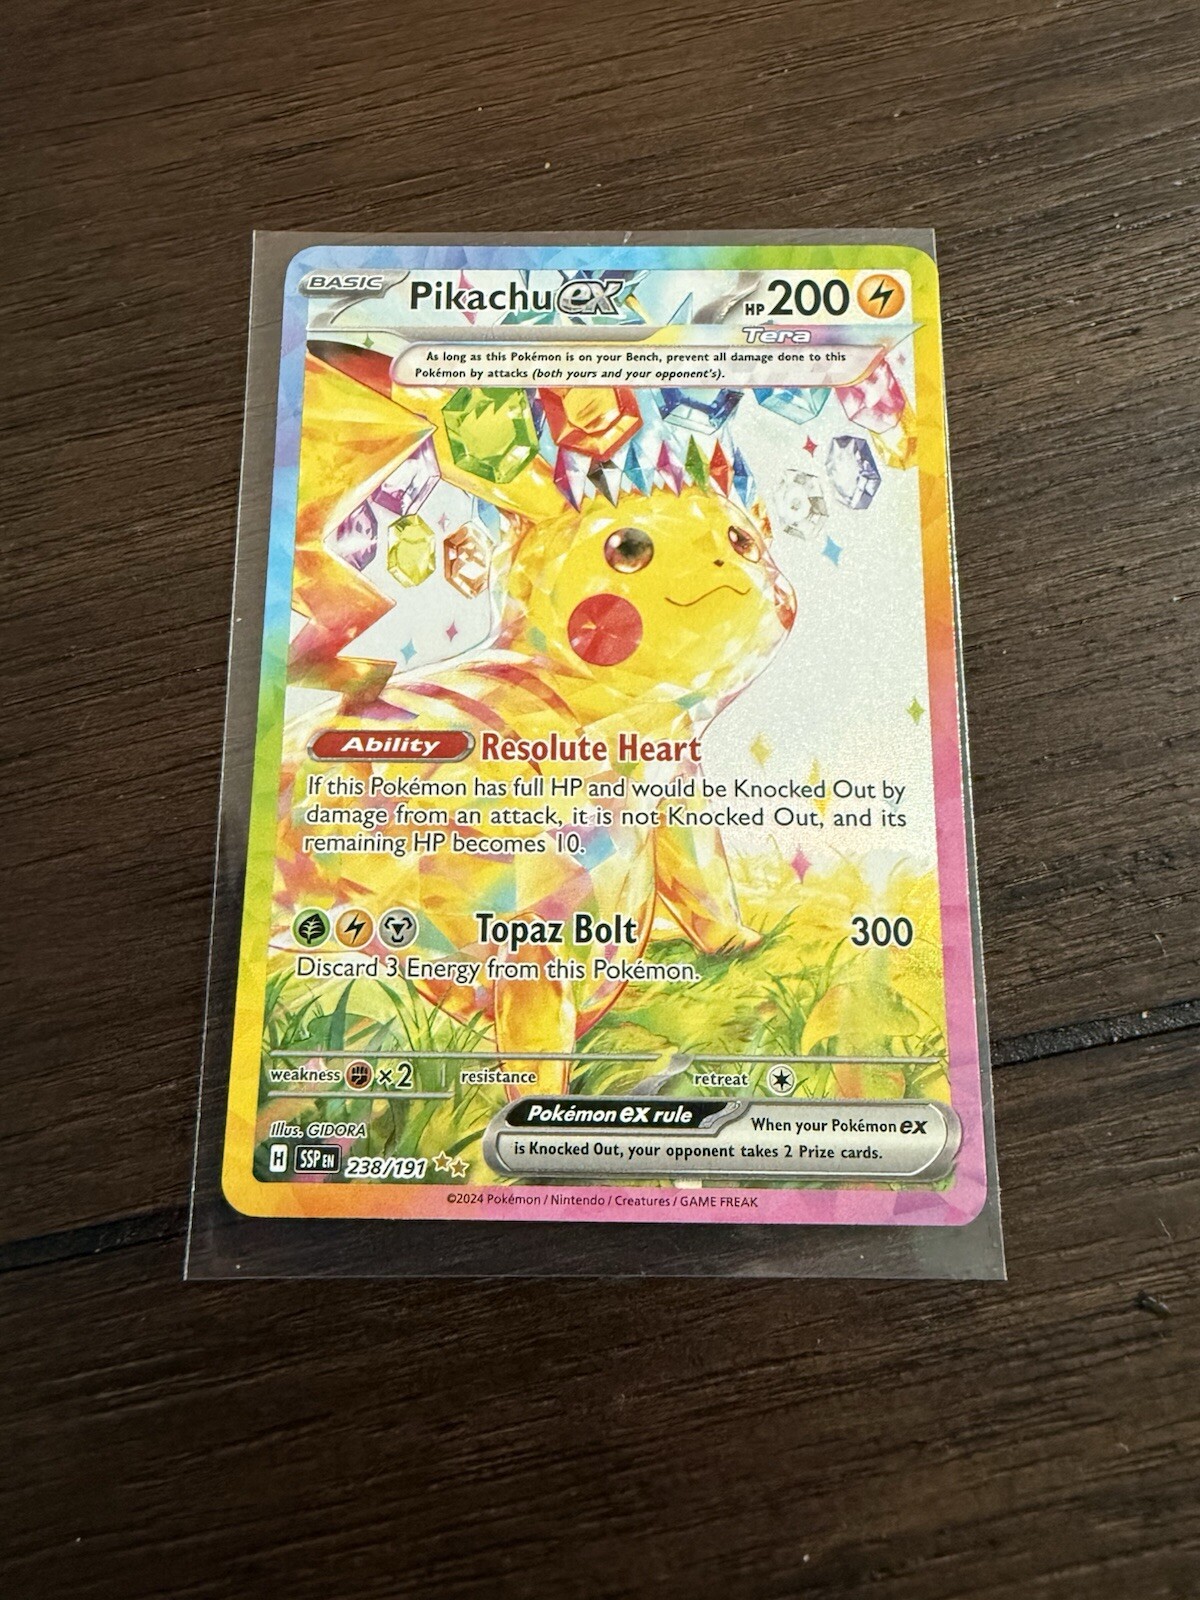 BASIC Pikachu ex HP 200
Tera
As long as this Pokémon is on your Bench, prevent all damage done to this
Pokémon by attacks (both yours and your opponent's).
Ability Resolute Heart
If this Pokémon has full HP and would be Knocked Out by
damage from an attack, it is not Knocked Out, and its
remaining HP becomes 10.
Topaz Bolt 300
Discard 3 Energy from this Pokémon.
weakness ×2 resistance retreat
Pokémon ex rule When your Pokémon ex
is Knocked Out, your opponent takes 2 Prize cards.
Illus. GIDORA
H SSP EN 238/191
©2024 Pokémon / Nintendo / Creatures / GAME FREAK